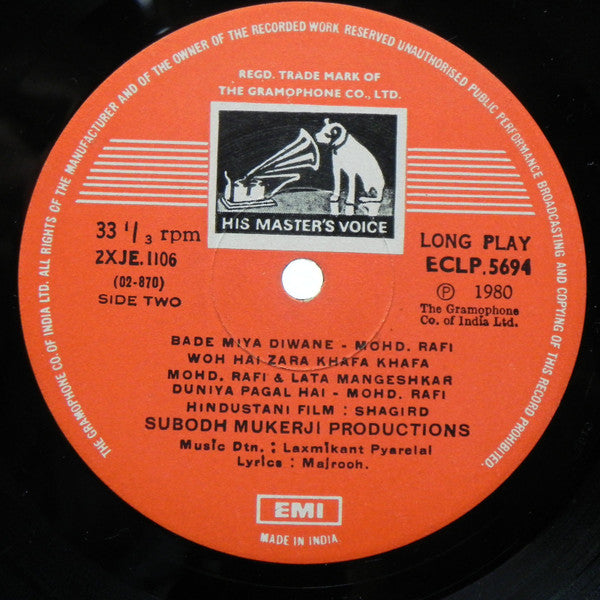 THE GRAMOPHONE CO. OF INDIA LTD. ALL RIGHTS OF THE MANUFACTURER AND OF THE OWNER OF THE RECORDED WORK RESERVED UNAUTHORISED PUBLIC PERFORMANCE BROADCASTING AND COPYING OF THIS RECORD PROHIBITED.
REGD. TRADE MARK OF
THE GRAMOPHONE CO., LTD.
HIS MASTER'S VOICE
33 1/3 rpm
2XJE.1106
(02-870)
SIDE TWO
LONG PLAY
ECLP.5694
Ⓟ 1980
The Gramophone
Co. of India Ltd.
BADE MIYA DIWANE - MOHD. RAFI
WOH HAI ZARA KHAFA KHAFA
MOHD. RAFI & LATA MANGESHKAR
DUNIYA PAGAL HAI - MOHD. RAFI
HINDUSTANI FILM : SHAGIRD
SUBODH MUKERJI PRODUCTIONS
Music Dtn. : Laxmikant Pyarelal
Lyrics : Majrooh.
EMI
MADE IN INDIA